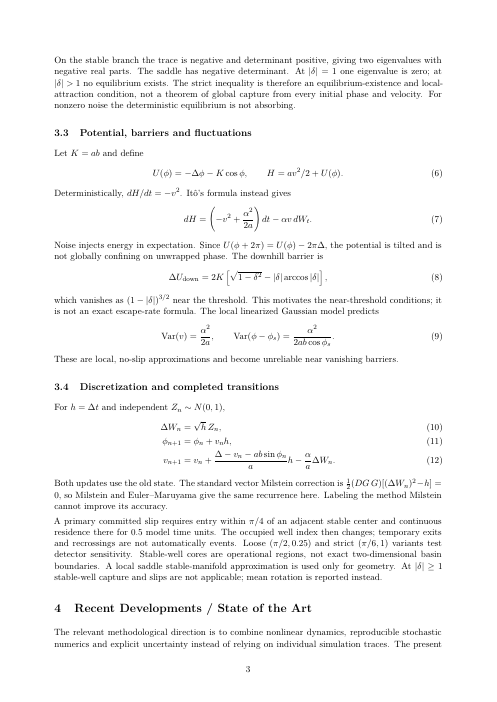 On the stable branch the trace is negative and determinant positive, giving two eigenvalues with
negative real parts. The saddle has negative determinant. At |δ| = 1 one eigenvalue is zero; at
|δ| > 1 no equilibrium exists. The strict inequality is therefore an equilibrium-existence and local-
attraction condition, not a theorem of global capture from every initial phase and velocity. For
nonzero noise the deterministic equilibrium is not absorbing.
3.3 Potential, barriers and fluctuations
Let K = ab and define
U(ϕ) = −Δϕ − K cos ϕ, H = av²/2 + U(ϕ). (6)
Deterministically, dH/dt = −v². Itô's formula instead gives
dH = (−v² + α²/2a) dt − αv dWₜ. (7)
Noise injects energy in expectation. Since U(ϕ + 2π) = U(ϕ) − 2πΔ, the potential is tilted and is
not globally confining on unwrapped phase. The downhill barrier is
ΔU_down = 2K [√(1 − δ²) − |δ| arccos |δ|], (8)
which vanishes as (1 − |δ|)^{3/2} near the threshold. This motivates the near-threshold conditions; it
is not an exact escape-rate formula. The local linearized Gaussian model predicts
Var(v) = α²/2a, Var(ϕ − ϕₛ) = α²/(2ab cos ϕₛ). (9)
These are local, no-slip approximations and become unreliable near vanishing barriers.
3.4 Discretization and completed transitions
For h = Δt and independent Zₙ ∼ N(0, 1),
ΔWₙ = √h Zₙ, (10)
ϕₙ₊₁ = ϕₙ + vₙh, (11)
vₙ₊₁ = vₙ + (Δ − vₙ − ab sin ϕₙ)/a h − α/a ΔWₙ. (12)
Both updates use the old state. The standard vector Milstein correction is ½(DG G)[(ΔWₙ)² − h] =
0, so Milstein and Euler–Maruyama give the same recurrence here. Labeling the method Milstein
cannot improve its accuracy.
A primary committed slip requires entry within π/4 of an adjacent stable center and continuous
residence there for 0.5 model time units. The occupied well index then changes; temporary exits
and recrossings are not automatically events. Loose (π/2, 0.25) and strict (π/6, 1) variants test
detector sensitivity. Stable-well cores are operational regions, not exact two-dimensional basin
boundaries. A local saddle stable-manifold approximation is used only for geometry. At |δ| ≥ 1
stable-well capture and slips are not applicable; mean rotation is reported instead.
4 Recent Developments / State of the Art
The relevant methodological direction is to combine nonlinear dynamics, reproducible stochastic
numerics and explicit uncertainty instead of relying on individual simulation traces. The present
3